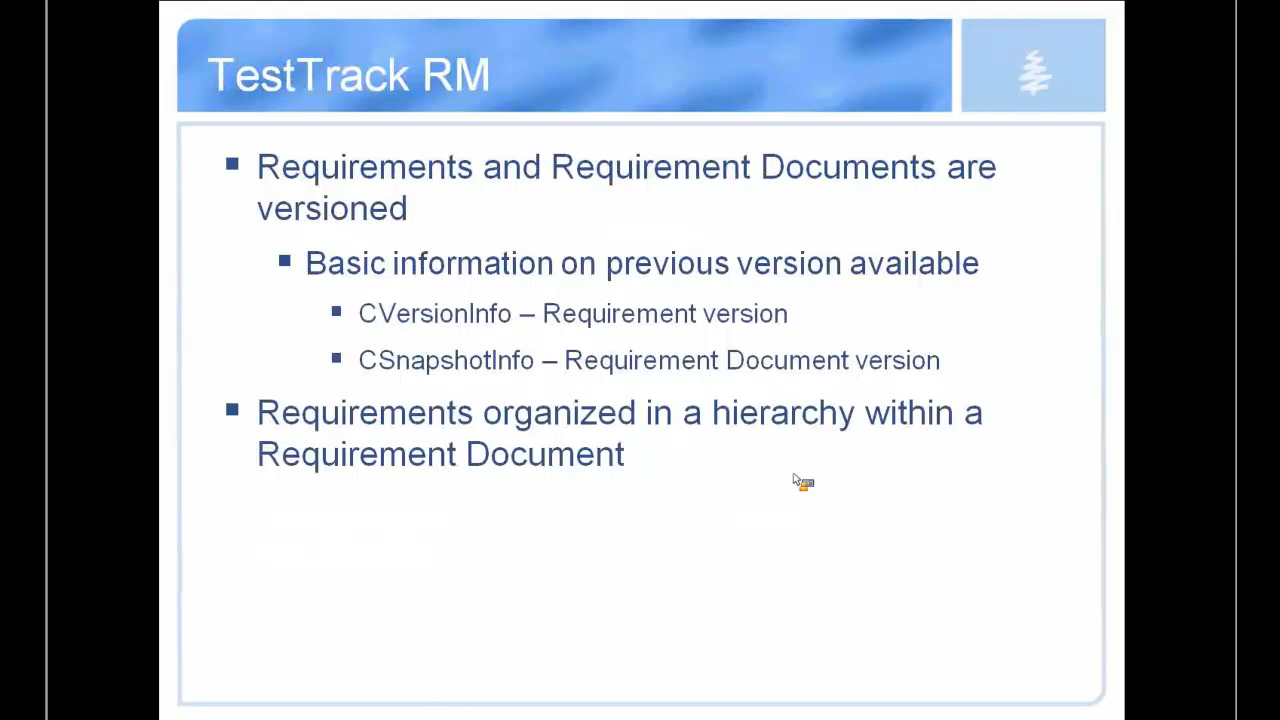 TestTrack RM
Requirements and Requirement Documents are
versioned
Basic information on previous version available
CVersionInfo – Requirement version
CSnapshotInfo – Requirement Document version
Requirements organized in a hierarchy within a
Requirement Document